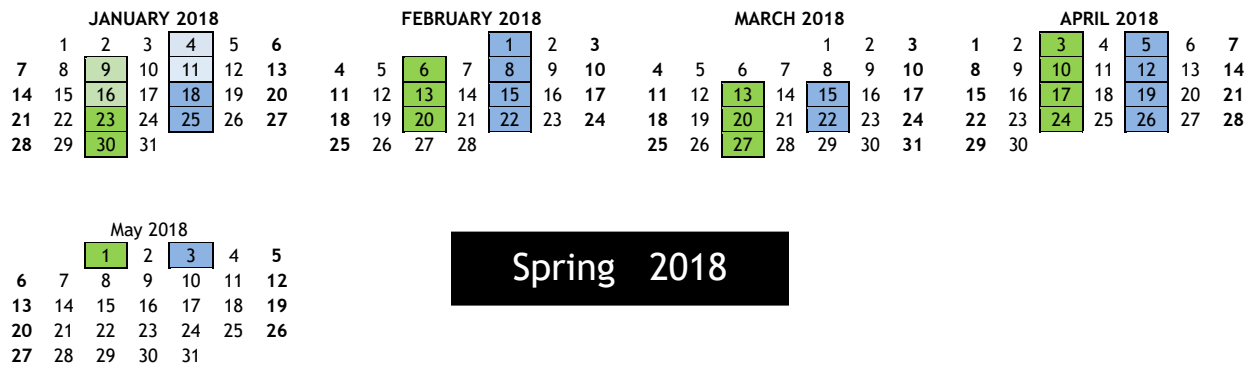 JANUARY 2018
1 2 3 4 5 6
7 8 9 10 11 12 13
14 15 16 17 18 19 20
21 22 23 24 25 26 27
28 29 30 31
FEBRUARY 2018
1 2 3
4 5 6 7 8 9 10
11 12 13 14 15 16 17
18 19 20 21 22 23 24
25 26 27 28
MARCH 2018
1 2 3
4 5 6 7 8 9 10
11 12 13 14 15 16 17
18 19 20 21 22 23 24
25 26 27 28 29 30 31
APRIL 2018
1 2 3 4 5 6 7
8 9 10 11 12 13 14
15 16 17 18 19 20 21
22 23 24 25 26 27 28
29 30
May 2018
1 2 3 4 5
6 7 8 9 10 11 12
13 14 15 16 17 18 19
20 21 22 23 24 25 26
27 28 29 30 31
Spring 2018